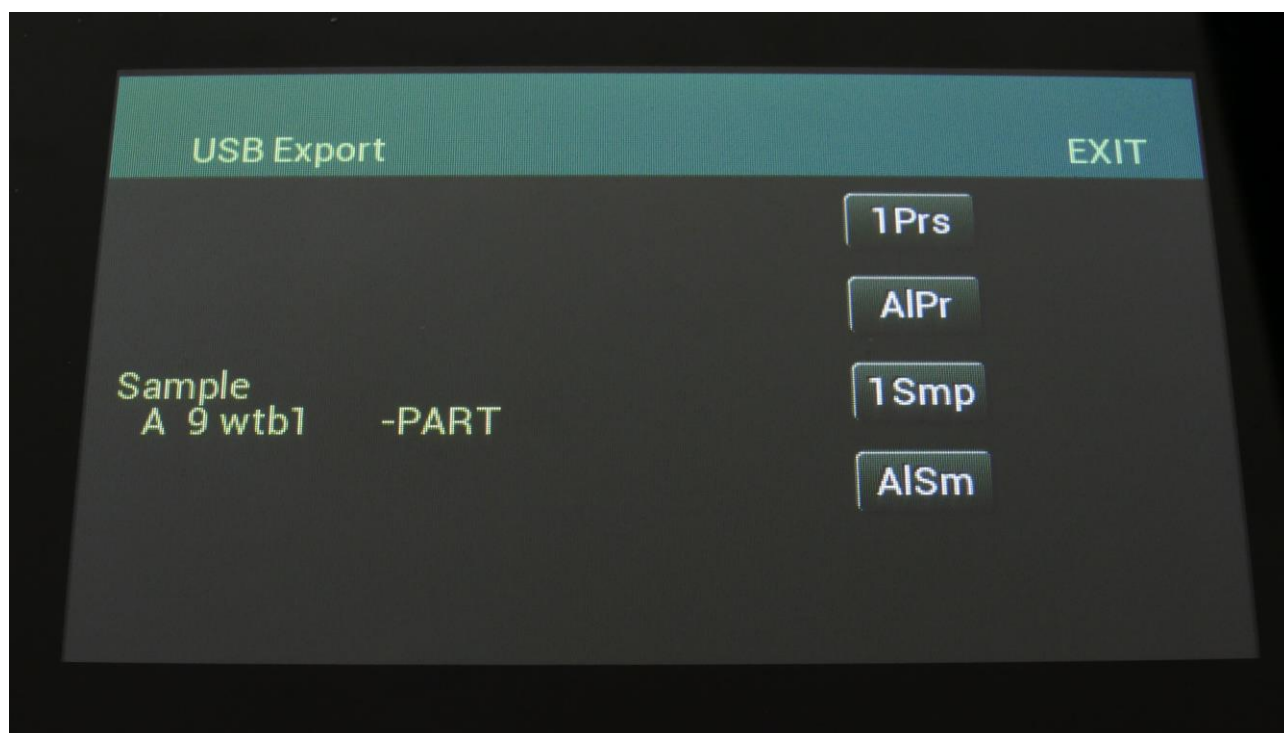 USB Export EXIT
1Prs
AlPr
Sample
1Smp
A 9 wtb1 -PART
AlSm